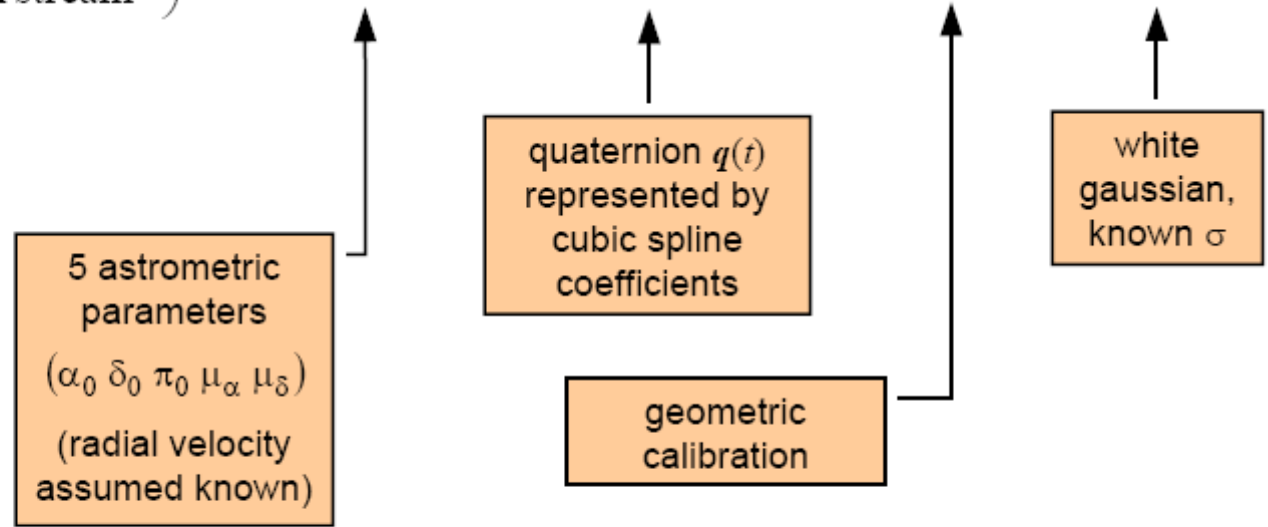 quaternion q(t)
represented by
cubic spline
coefficients
white
gaussian,
known σ
5 astrometric
parameters
(α₀ δ₀ π₀ μ_α μ_δ)
(radial velocity
assumed known)
geometric
calibration